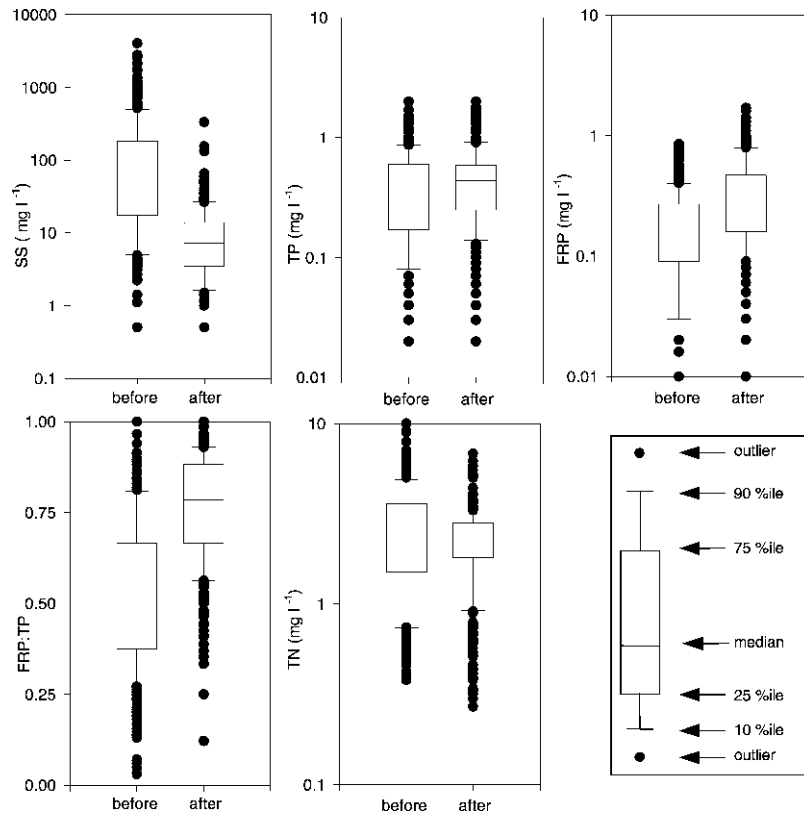 SS ( mg l⁻¹)
10000
1000
100
10
1
0.1
before
after
TP (mg l⁻¹)
10
1
0.1
0.01
before
after
FRP (mg l⁻¹)
10
1
0.1
0.01
before
after
FRP:TP
1.00
0.75
0.50
0.25
0.00
before
after
TN (mg l⁻¹)
10
1
0.1
before
after
outlier
90 %ile
75 %ile
median
25 %ile
10 %ile
outlier